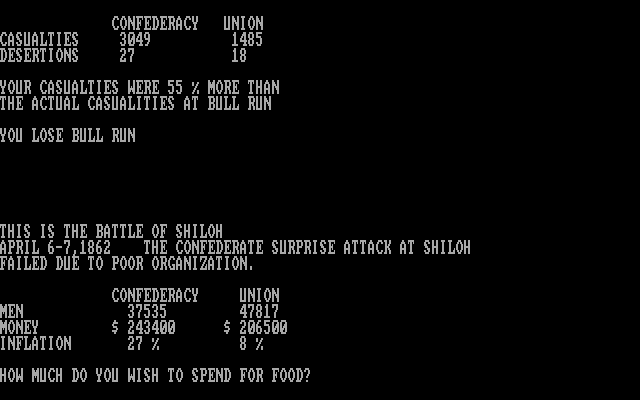 CONFEDERACY UNION
CASUALTIES 3049 1485
DESERTIONS 27 18
YOUR CASUALTIES WERE 55 % MORE THAN
THE ACTUAL CASUALITIES AT BULL RUN
YOU LOSE BULL RUN
THIS IS THE BATTLE OF SHILOH
APRIL 6-7,1862 THE CONFEDERATE SURPRISE ATTACK AT SHILOH
FAILED DUE TO POOR ORGANIZATION.
CONFEDERACY UNION
MEN 37535 47817
MONEY $ 243400 $ 206500
INFLATION 27 % 8 %
HOW MUCH DO YOU WISH TO SPEND FOR FOOD?